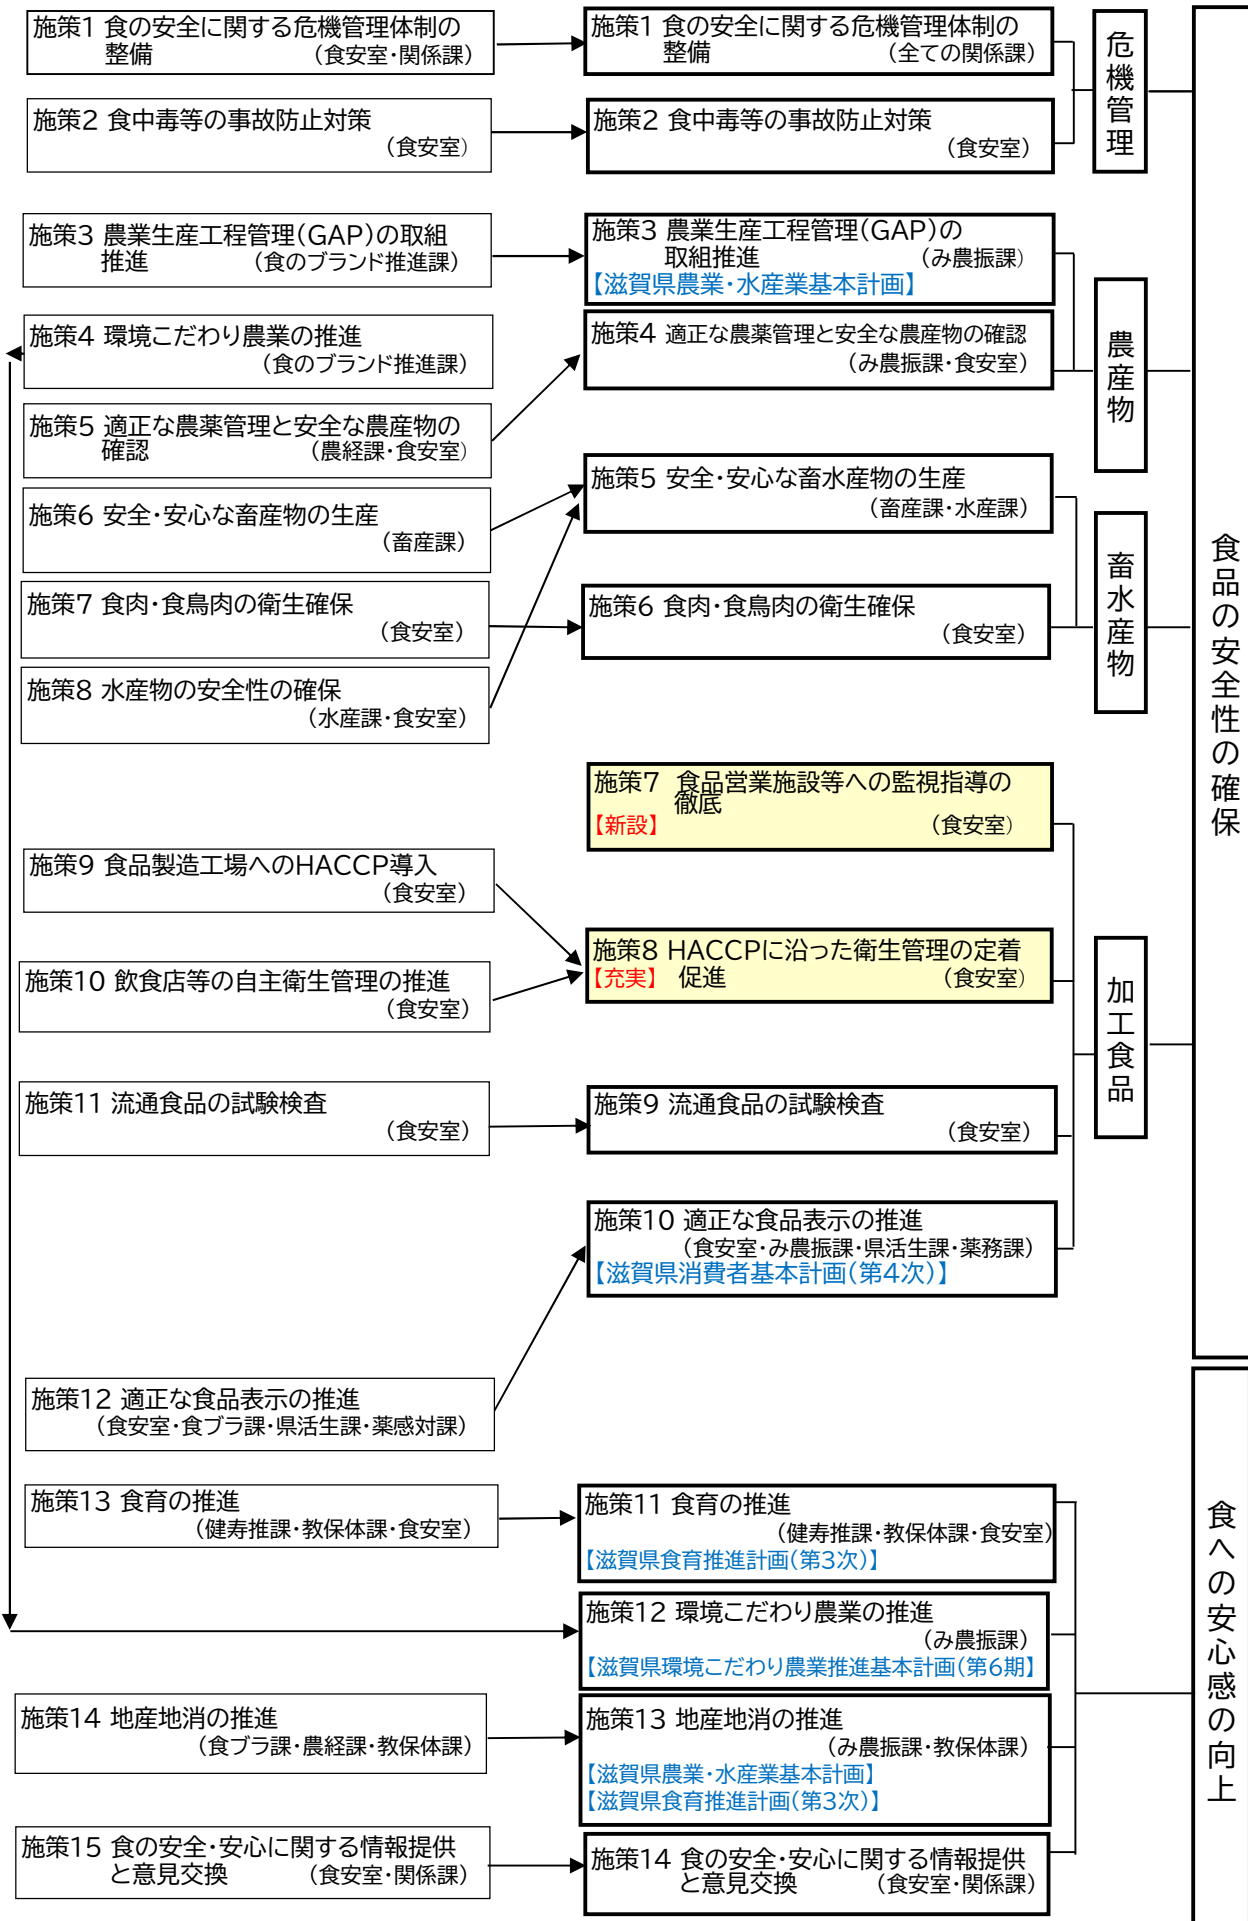 施策1 食の安全に関する危機管理体制の
整備 （食安室・関係課）
施策2 食中毒等の事故防止対策
（食安室）
施策3 農業生産工程管理（GAP）の取組
推進 （食のブランド推進課）
施策4 環境こだわり農業の推進
（食のブランド推進課）
施策5 適正な農薬管理と安全な農産物の
確認 （農経課・食安室）
施策6 安全・安心な畜産物の生産
（畜産課）
施策7 食肉・食鳥肉の衛生確保
（食安室）
施策8 水産物の安全性の確保
（水産課・食安室）
施策9 食品製造工場へのHACCP導入
（食安室）
施策10 飲食店等の自主衛生管理の推進
（食安室）
施策11 流通食品の試験検査
（食安室）
施策12 適正な食品表示の推進
（食安室・食ブラ課・県活生課・薬感対課）
施策13 食育の推進
（健寿推課・教保体課・食安室）
施策14 地産地消の推進
（食ブラ課・農経課・教保体課）
施策15 食の安全・安心に関する情報提供
と意見交換 （食安室・関係課）
施策1 食の安全に関する危機管理体制の
整備 （全ての関係課）
施策2 食中毒等の事故防止対策
（食安室）
施策3 農業生産工程管理（GAP）の
取組推進 （み農振課）
【滋賀県農業・水産業基本計画】
施策4 適正な農薬管理と安全な農産物の確認
（み農振課・食安室）
施策5 安全・安心な畜水産物の生産
（畜産課・水産課）
施策6 食肉・食鳥肉の衛生確保
（食安室）
施策7 食品営業施設等への監視指導の
徹底
【新設】 （食安室）
施策8 HACCPに沿った衛生管理の定着
【充実】 促進 （食安室）
施策9 流通食品の試験検査
（食安室）
施策10 適正な食品表示の推進
（食安室・み農振課・県活生課・薬務課）
【滋賀県消費者基本計画（第4次）】
施策11 食育の推進
（健寿推課・教保体課・食安室）
【滋賀県食育推進計画（第3次）】
施策12 環境こだわり農業の推進
（み農振課）
【滋賀県環境こだわり農業推進基本計画（第6期】
施策13 地産地消の推進
（み農振課・教保体課）
【滋賀県農業・水産業基本計画】
【滋賀県食育推進計画（第3次）】
施策14 食の安全・安心に関する情報提供
と意見交換 （食安室・関係課）
危機管理
農産物
畜水産物
加工食品
食品の安全性の確保
食への安心感の向上